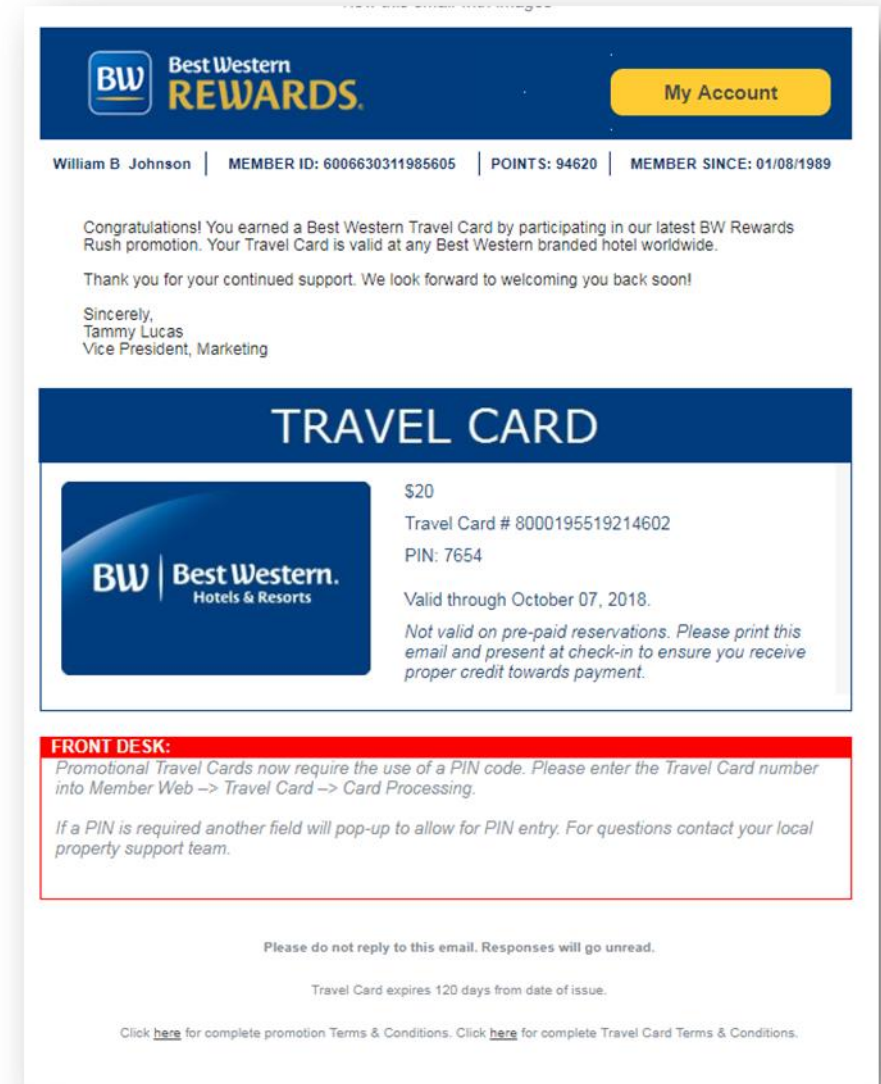 BW Best Western
REWARDS.
My Account
William B Johnson MEMBER ID: 6006630311985605 POINTS: 94620 MEMBER SINCE: 01/08/1989
Congratulations! You earned a Best Western Travel Card by participating in our latest BW Rewards
Rush promotion. Your Travel Card is valid at any Best Western branded hotel worldwide.
Thank you for your continued support. We look forward to welcoming you back soon!
Sincerely,
Tammy Lucas
Vice President, Marketing
TRAVEL CARD
BW Best Western.
Hotels & Resorts
$20
Travel Card # 8000195519214602
PIN: 7654
Valid through October 07, 2018.
Not valid on pre-paid reservations. Please print this
email and present at check-in to ensure you receive
proper credit towards payment.
FRONT DESK:
Promotional Travel Cards now require the use of a PIN code. Please enter the Travel Card number
into Member Web –> Travel Card –> Card Processing.
If a PIN is required another field will pop-up to allow for PIN entry. For questions contact your local
property support team.
Please do not reply to this email. Responses will go unread.
Travel Card expires 120 days from date of issue.
Click here for complete promotion Terms & Conditions. Click here for complete Travel Card Terms & Conditions.